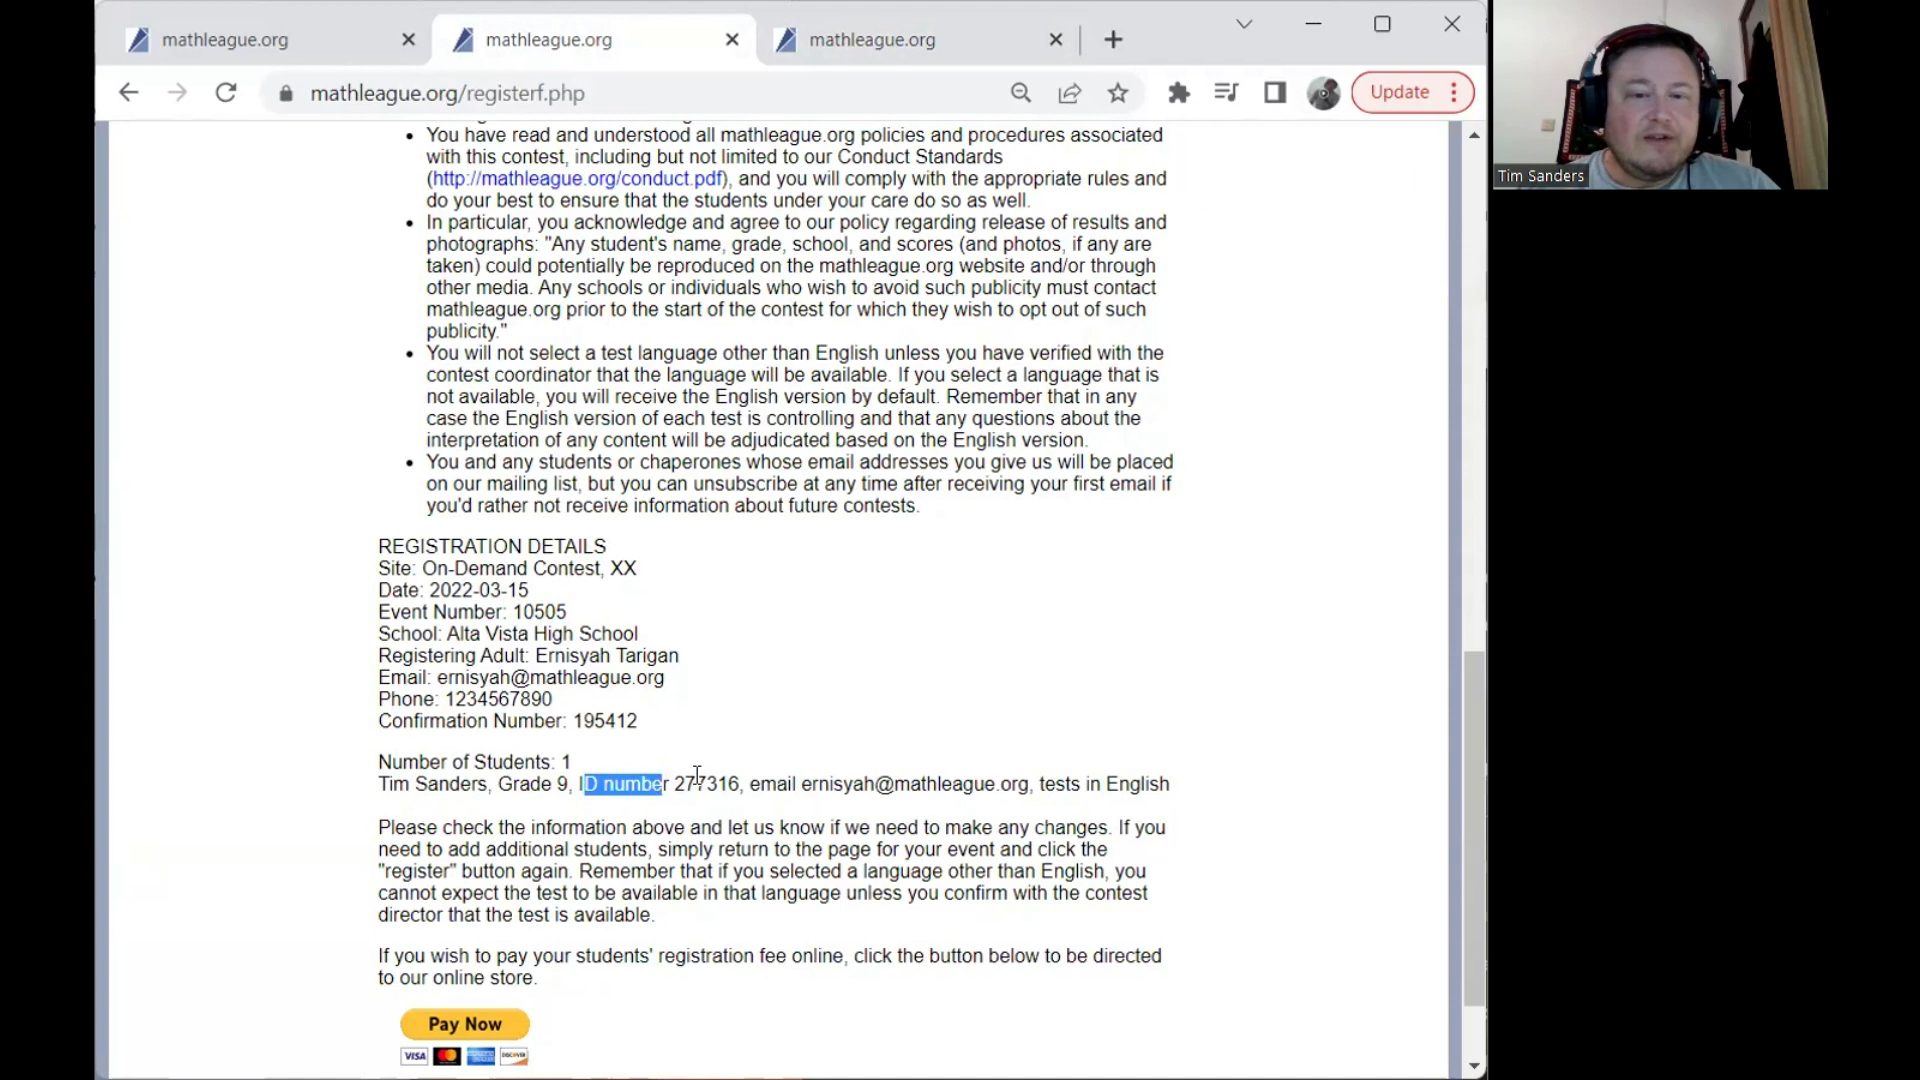 mathleague.org
mathleague.org
mathleague.org
mathleague.org/registerf.php
Update
You have read and understood all mathleague.org policies and procedures associated
with this contest, including but not limited to our Conduct Standards
(http://mathleague.org/conduct.pdf), and you will comply with the appropriate rules and
do your best to ensure that the students under your care do so as well.
In particular, you acknowledge and agree to our policy regarding release of results and
photographs: "Any student's name, grade, school, and scores (and photos, if any are
taken) could potentially be reproduced on the mathleague.org website and/or through
other media. Any schools or individuals who wish to avoid such publicity must contact
mathleague.org prior to the start of the contest for which they wish to opt out of such
publicity."
You will not select a test language other than English unless you have verified with the
contest coordinator that the language will be available. If you select a language that is
not available, you will receive the English version by default. Remember that in any
case the English version of each test is controlling and that any questions about the
interpretation of any content will be adjudicated based on the English version.
You and any students or chaperones whose email addresses you give us will be placed
on our mailing list, but you can unsubscribe at any time after receiving your first email if
you'd rather not receive information about future contests.
REGISTRATION DETAILS
Site: On-Demand Contest, XX
Date: 2022-03-15
Event Number: 10505
School: Alta Vista High School
Registering Adult: Ernisyah Tarigan
Email: ernisyah@mathleague.org
Phone: 1234567890
Confirmation Number: 195412
Number of Students: 1
Tim Sanders, Grade 9, ID number 277316, email ernisyah@mathleague.org, tests in English
Please check the information above and let us know if we need to make any changes. If you
need to add additional students, simply return to the page for your event and click the
"register" button again. Remember that if you selected a language other than English, you
cannot expect the test to be available in that language unless you confirm with the contest
director that the test is available.
If you wish to pay your students' registration fee online, click the button below to be directed
to our online store.
Pay Now
VISA
DISCOVER
Tim Sanders